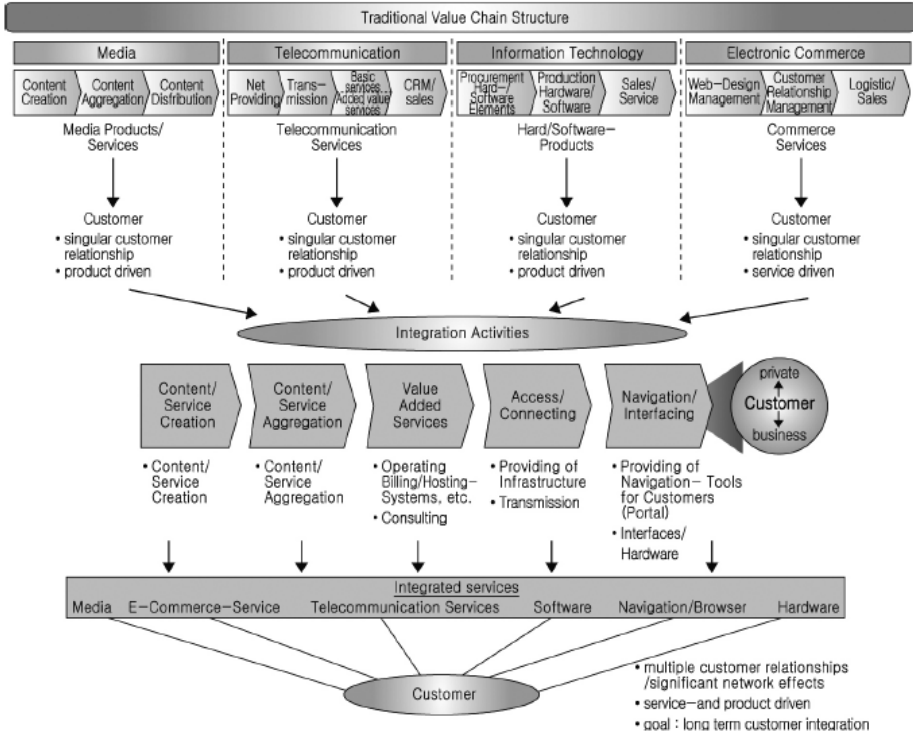 Traditional Value Chain Structure
Media
Telecommunication
Information Technology
Electronic Commerce
Content
Creation
Content
Aggregation
Content
Disfribution
Net
Providing
Trans-
mission
Basic
services...
Added value
services
CRM/
sales
Procurement
Hard-/
Software
Elements
Production
Hardware/
Software
Sales/
Service
Web-Design
Management
Customer
Relationship
Management
Logistic/
Sales
Media Products/
Services
Telecommunication
Services
Hard/Software-
Products
Commerce
Services
Customer
• singular customer
relationship
• product driven
Customer
• singular customer
relationship
• product driven
Customer
• singular customer
relationship
• product driven
Customer
• singular customer
relationship
• service driven
Integration Activities
Content/
Service
Creation
Content/
Service
Aggregation
Value
Added
Services
Access/
Connecting
Navigation/
Interfacing
private
Customer
business
• Content/
Service
Creation
• Content/
Service
Aggregation
• Operating
Billing/Hosting-
Systems, etc.
• Consulting
• Providing of
Infrastructure
• Transmission
• Providing of
Navigation- Tools
for Customers
(Portal)
• Interfaces/
Hardware
Integrated services
Media E-Commerce-Service Telecommunication Services Software Navigation/Browser Hardware
Customer
• multiple customer relationships
/significant network effects
• service-and product driven
• goal : long term customer integration